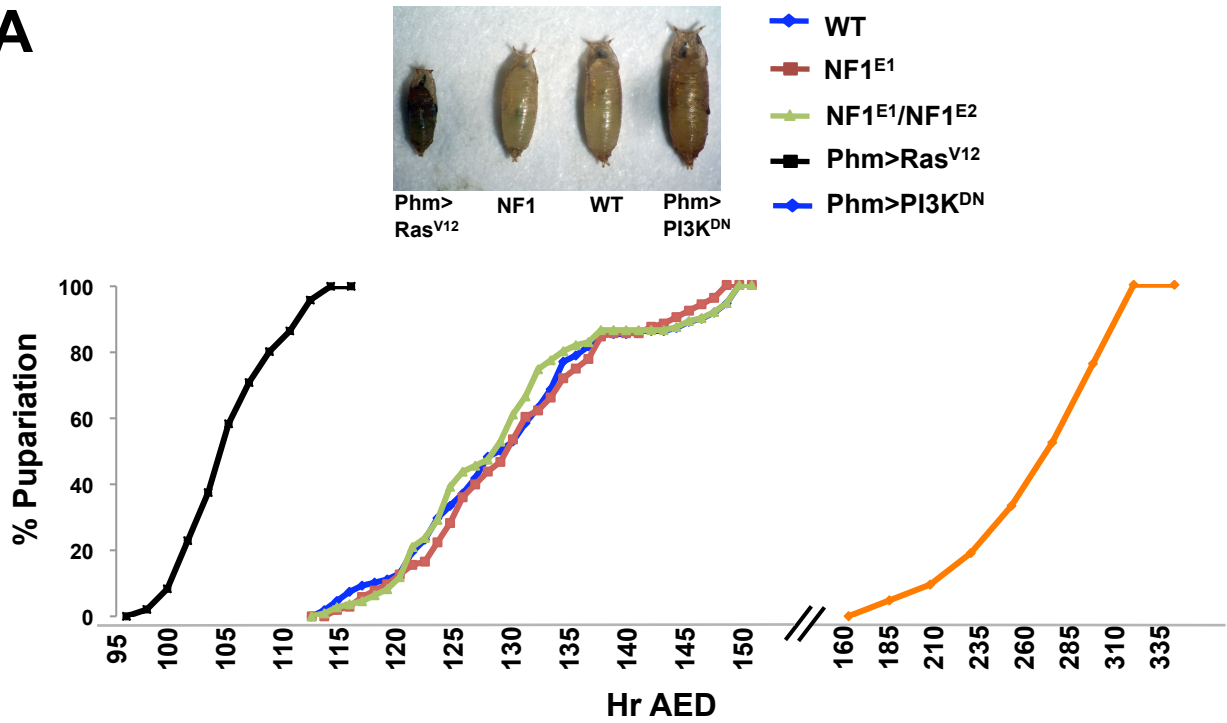 A
WT
NF1E1
NF1E1/NF1E2
Phm>RasV12
Phm>PI3KDN
Phm>
RasV12
NF1
WT
Phm>
PI3KDN
% Pupariation
100
80
60
40
20
0
95 100 105 110 115 120 125 130 135 140 145 150 160 185 210 235 260 285 310 335
Hr AED